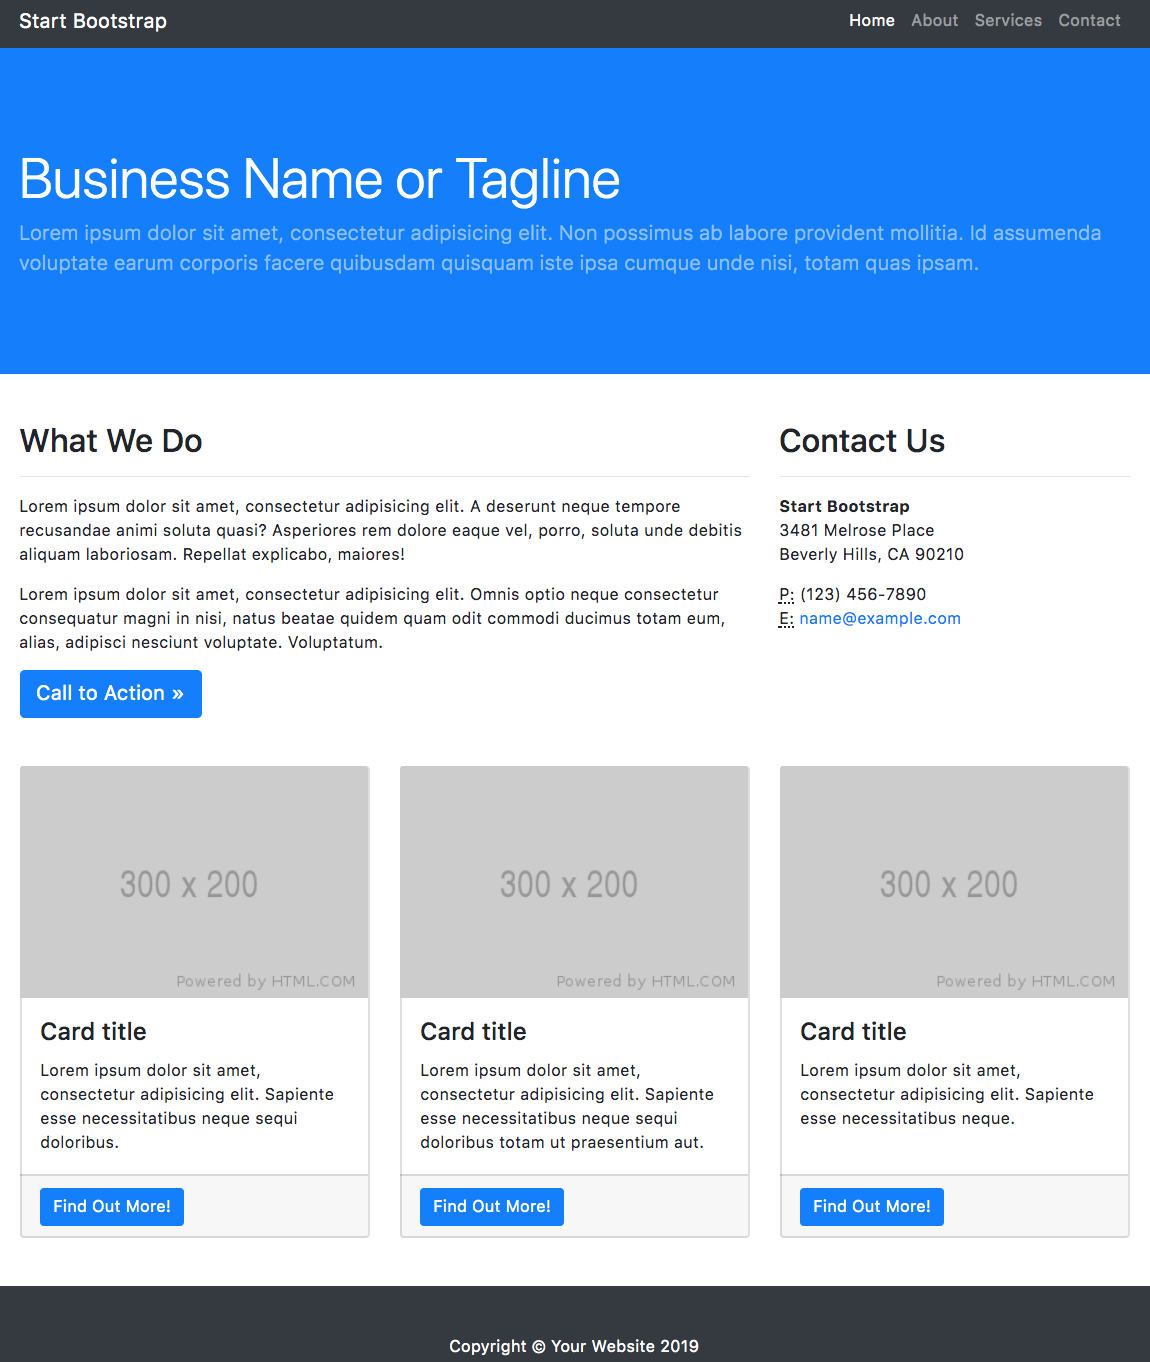 Start Bootstrap
Home About Services Contact
Business Name or Tagline
Lorem ipsum dolor sit amet, consectetur adipisicing elit. Non possimus ab labore provident mollitia. Id assumenda
voluptate earum corporis facere quibusdam quisquam iste ipsa cumque unde nisi, totam quas ipsam.
What We Do
Lorem ipsum dolor sit amet, consectetur adipisicing elit. A deserunt neque tempore
recusandae animi soluta quasi? Asperiores rem dolore eaque vel, porro, soluta unde debitis
aliquam laboriosam. Repellat explicabo, maiores!
Lorem ipsum dolor sit amet, consectetur adipisicing elit. Omnis optio neque consectetur
consequatur magni in nisi, natus beatae quidem quam odit commodi ducimus totam eum,
alias, adipisci nesciunt voluptate. Voluptatum.
Call to Action »
Contact Us
Start Bootstrap
3481 Melrose Place
Beverly Hills, CA 90210
P: (123) 456-7890
E: name@example.com
300 x 200
Powered by HTML.COM
Card title
Lorem ipsum dolor sit amet,
consectetur adipisicing elit. Sapiente
esse necessitatibus neque sequi
doloribus.
Find Out More!
300 x 200
Powered by HTML.COM
Card title
Lorem ipsum dolor sit amet,
consectetur adipisicing elit. Sapiente
esse necessitatibus neque sequi
doloribus totam ut praesentium aut.
Find Out More!
300 x 200
Powered by HTML.COM
Card title
Lorem ipsum dolor sit amet,
consectetur adipisicing elit. Sapiente
esse necessitatibus neque.
Find Out More!
Copyright © Your Website 2019